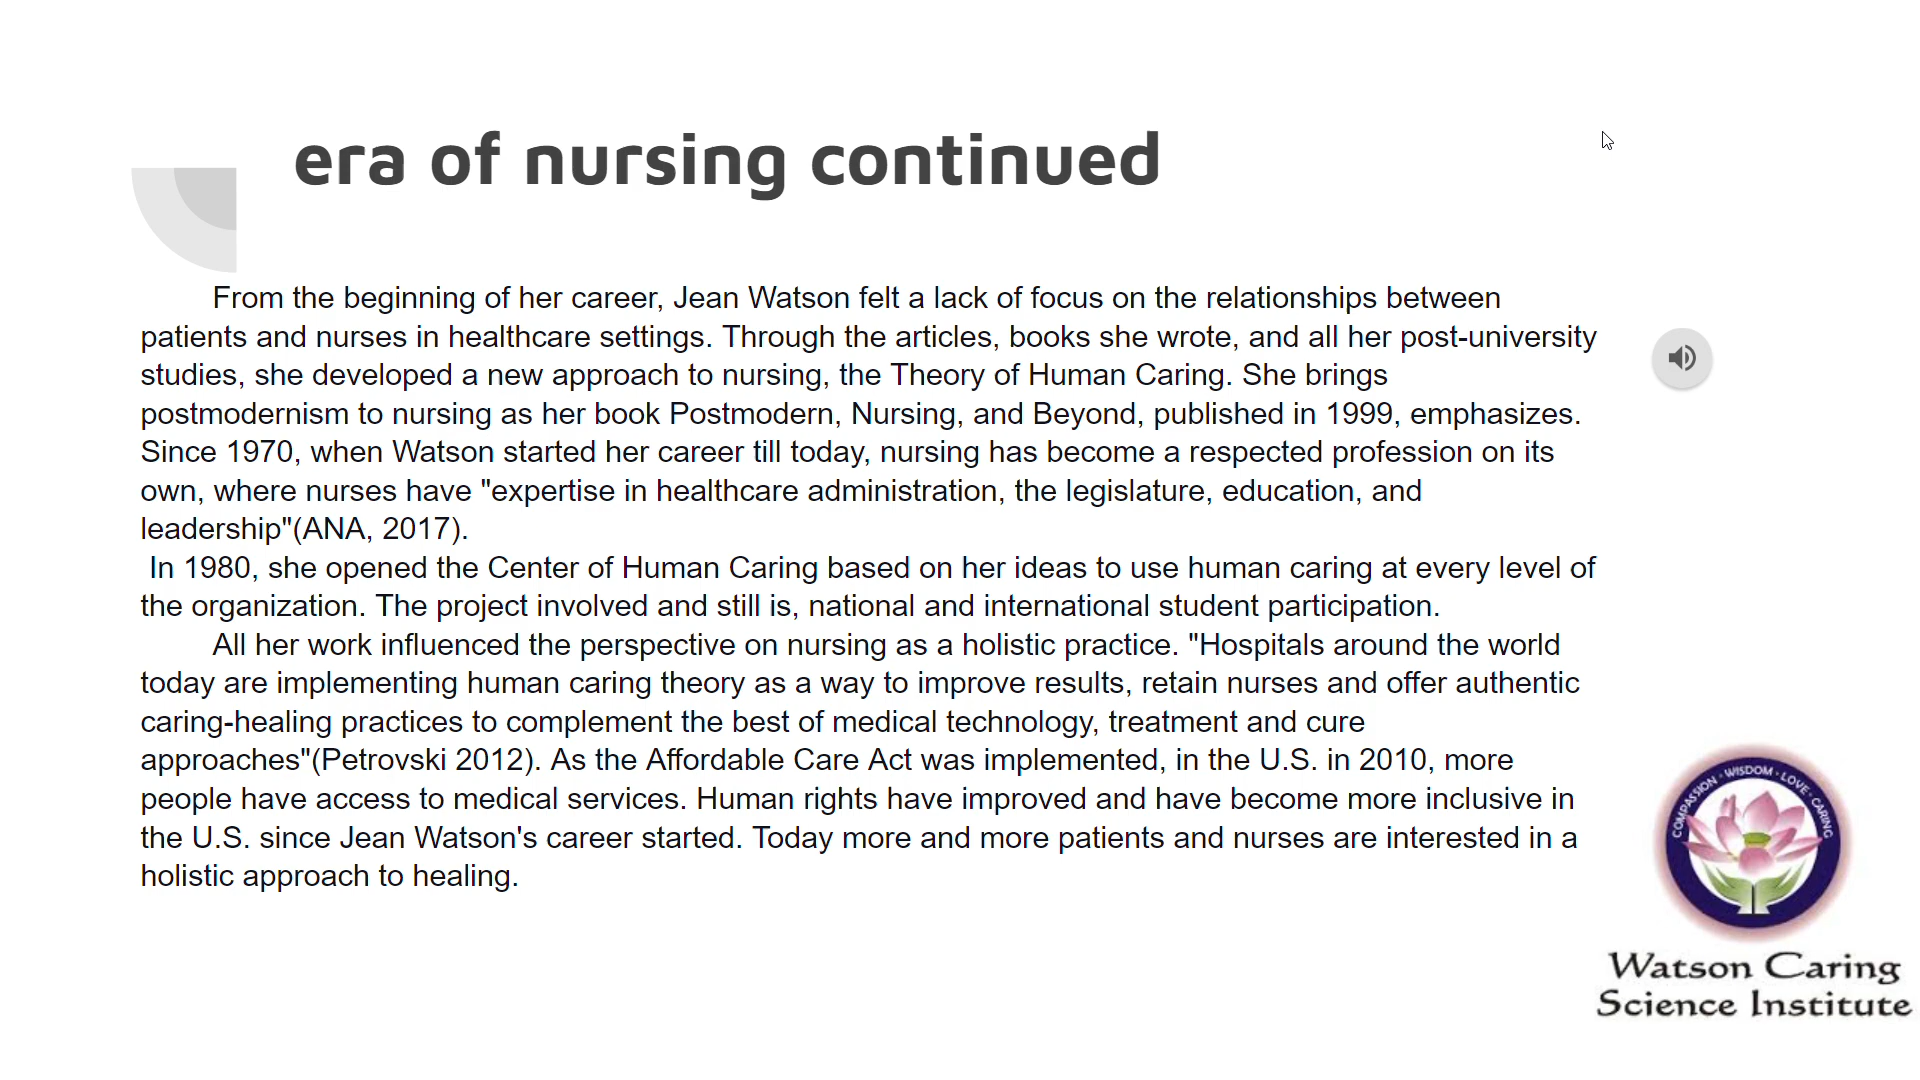 era of nursing continued
From the beginning of her career, Jean Watson felt a lack of focus on the relationships between
patients and nurses in healthcare settings. Through the articles, books she wrote, and all her post-university
studies, she developed a new approach to nursing, the Theory of Human Caring. She brings
postmodernism to nursing as her book Postmodern, Nursing, and Beyond, published in 1999, emphasizes.
Since 1970, when Watson started her career till today, nursing has become a respected profession on its
own, where nurses have "expertise in healthcare administration, the legislature, education, and
leadership"(ANA, 2017).
In 1980, she opened the Center of Human Caring based on her ideas to use human caring at every level of
the organization. The project involved and still is, national and international student participation.
All her work influenced the perspective on nursing as a holistic practice. "Hospitals around the world
today are implementing human caring theory as a way to improve results, retain nurses and offer authentic
caring-healing practices to complement the best of medical technology, treatment and cure
approaches"(Petrovski 2012). As the Affordable Care Act was implemented, in the U.S. in 2010, more
people have access to medical services. Human rights have improved and have become more inclusive in
the U.S. since Jean Watson's career started. Today more and more patients and nurses are interested in a
holistic approach to healing.
COMPASSION · WISDOM · LOVE · CARING
Watson Caring
Science Institute